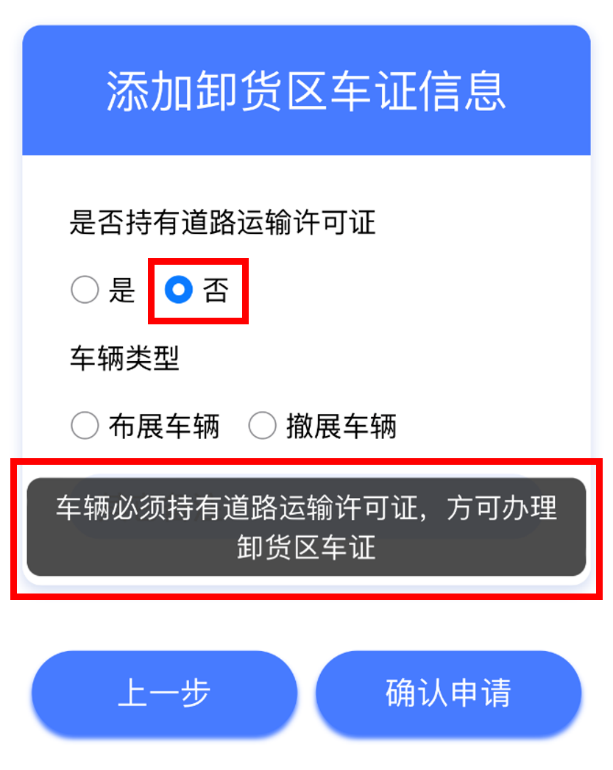 添加卸货区车证信息
是否持有道路运输许可证
是 否
车辆类型
布展车辆 撤展车辆
车辆必须持有道路运输许可证，方可办理
卸货区车证
上一步 确认申请